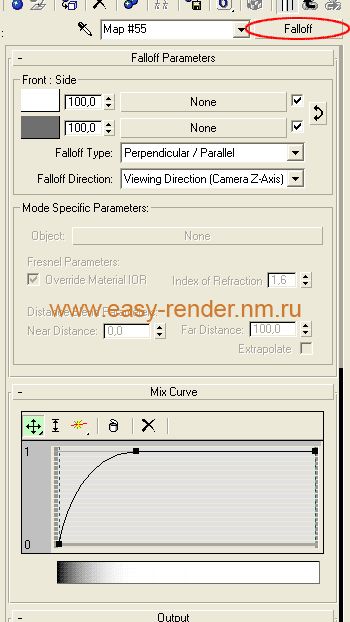 : Map #55 Falloff
- Falloff Parameters
Front : Side
100,0 None
100,0 None
Falloff Type: Perpendicular / Parallel
Falloff Direction: Viewing Direction (Camera Z-Axis)
Mode Specific Parameters:
Object: None
Fresnel Parameters:
Override Material IOR Index of Refraction 1,6
Distance Blend Parameters:
www.easy-render.nm.ru
Near Distance: 0,0 Far Distance: 100,0
Extrapolate
- Mix Curve
1
0
- Output